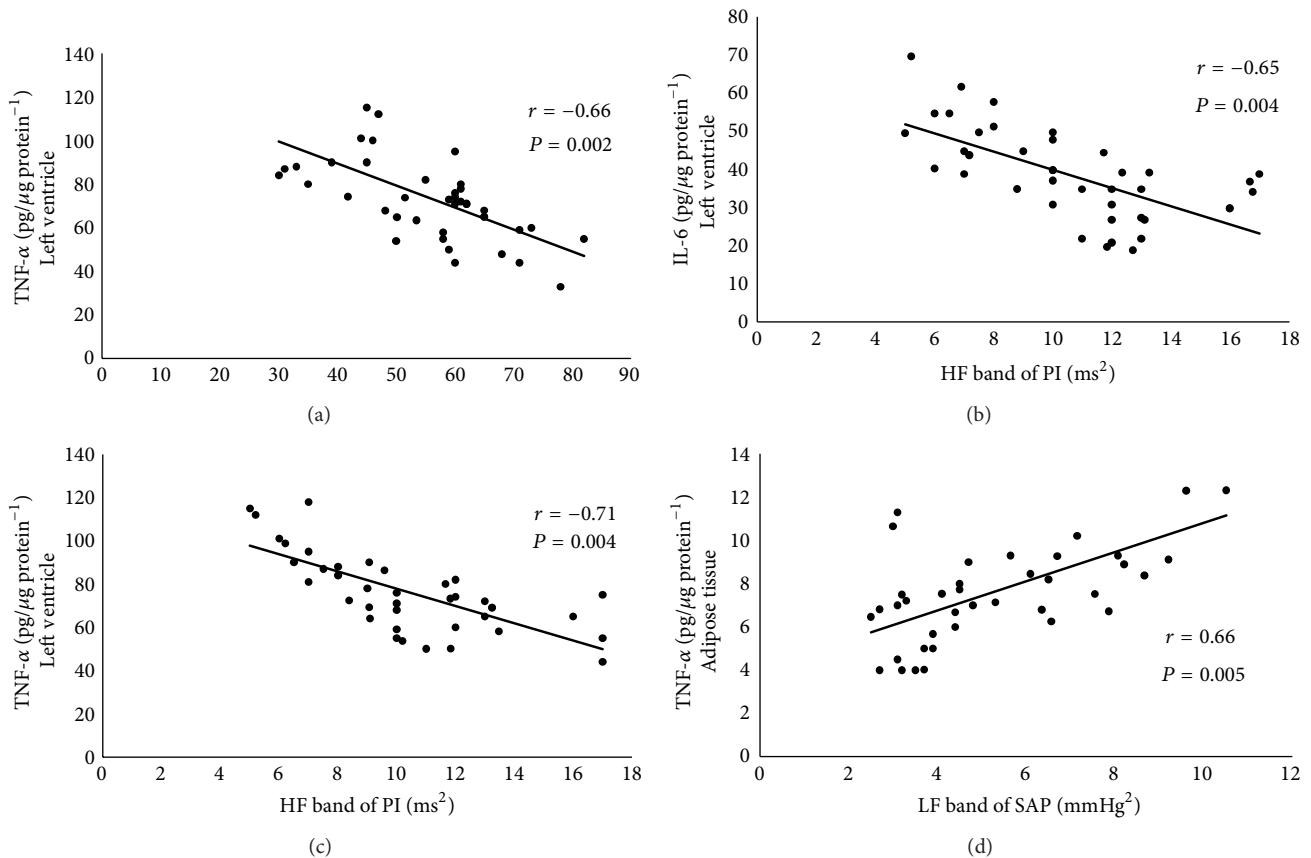 140
120
100
80
60
40
20
0
TNF-α (pg/μg protein⁻¹)
Left ventricle
r = −0.66
P = 0.002
0 10 20 30 40 50 60 70 80 90
(a)
80
70
60
50
40
30
20
10
0
IL-6 (pg/μg protein⁻¹)
Left ventricle
r = −0.65
P = 0.004
0 2 4 6 8 10 12 14 16 18
HF band of PI (ms²)
(b)
140
120
100
80
60
40
20
0
TNF-α (pg/μg protein⁻¹)
Left ventricle
r = −0.71
P = 0.004
0 2 6 8 10 12 14 16 18
HF band of PI (ms²)
(c)
14
12
10
8
6
4
2
0
TNF-α (pg/μg protein⁻¹)
Adipose tissue
r 0.66
P = 0.005
0 2 4 6 8 10 12
LF band of SAP (mmHg²)
(d)